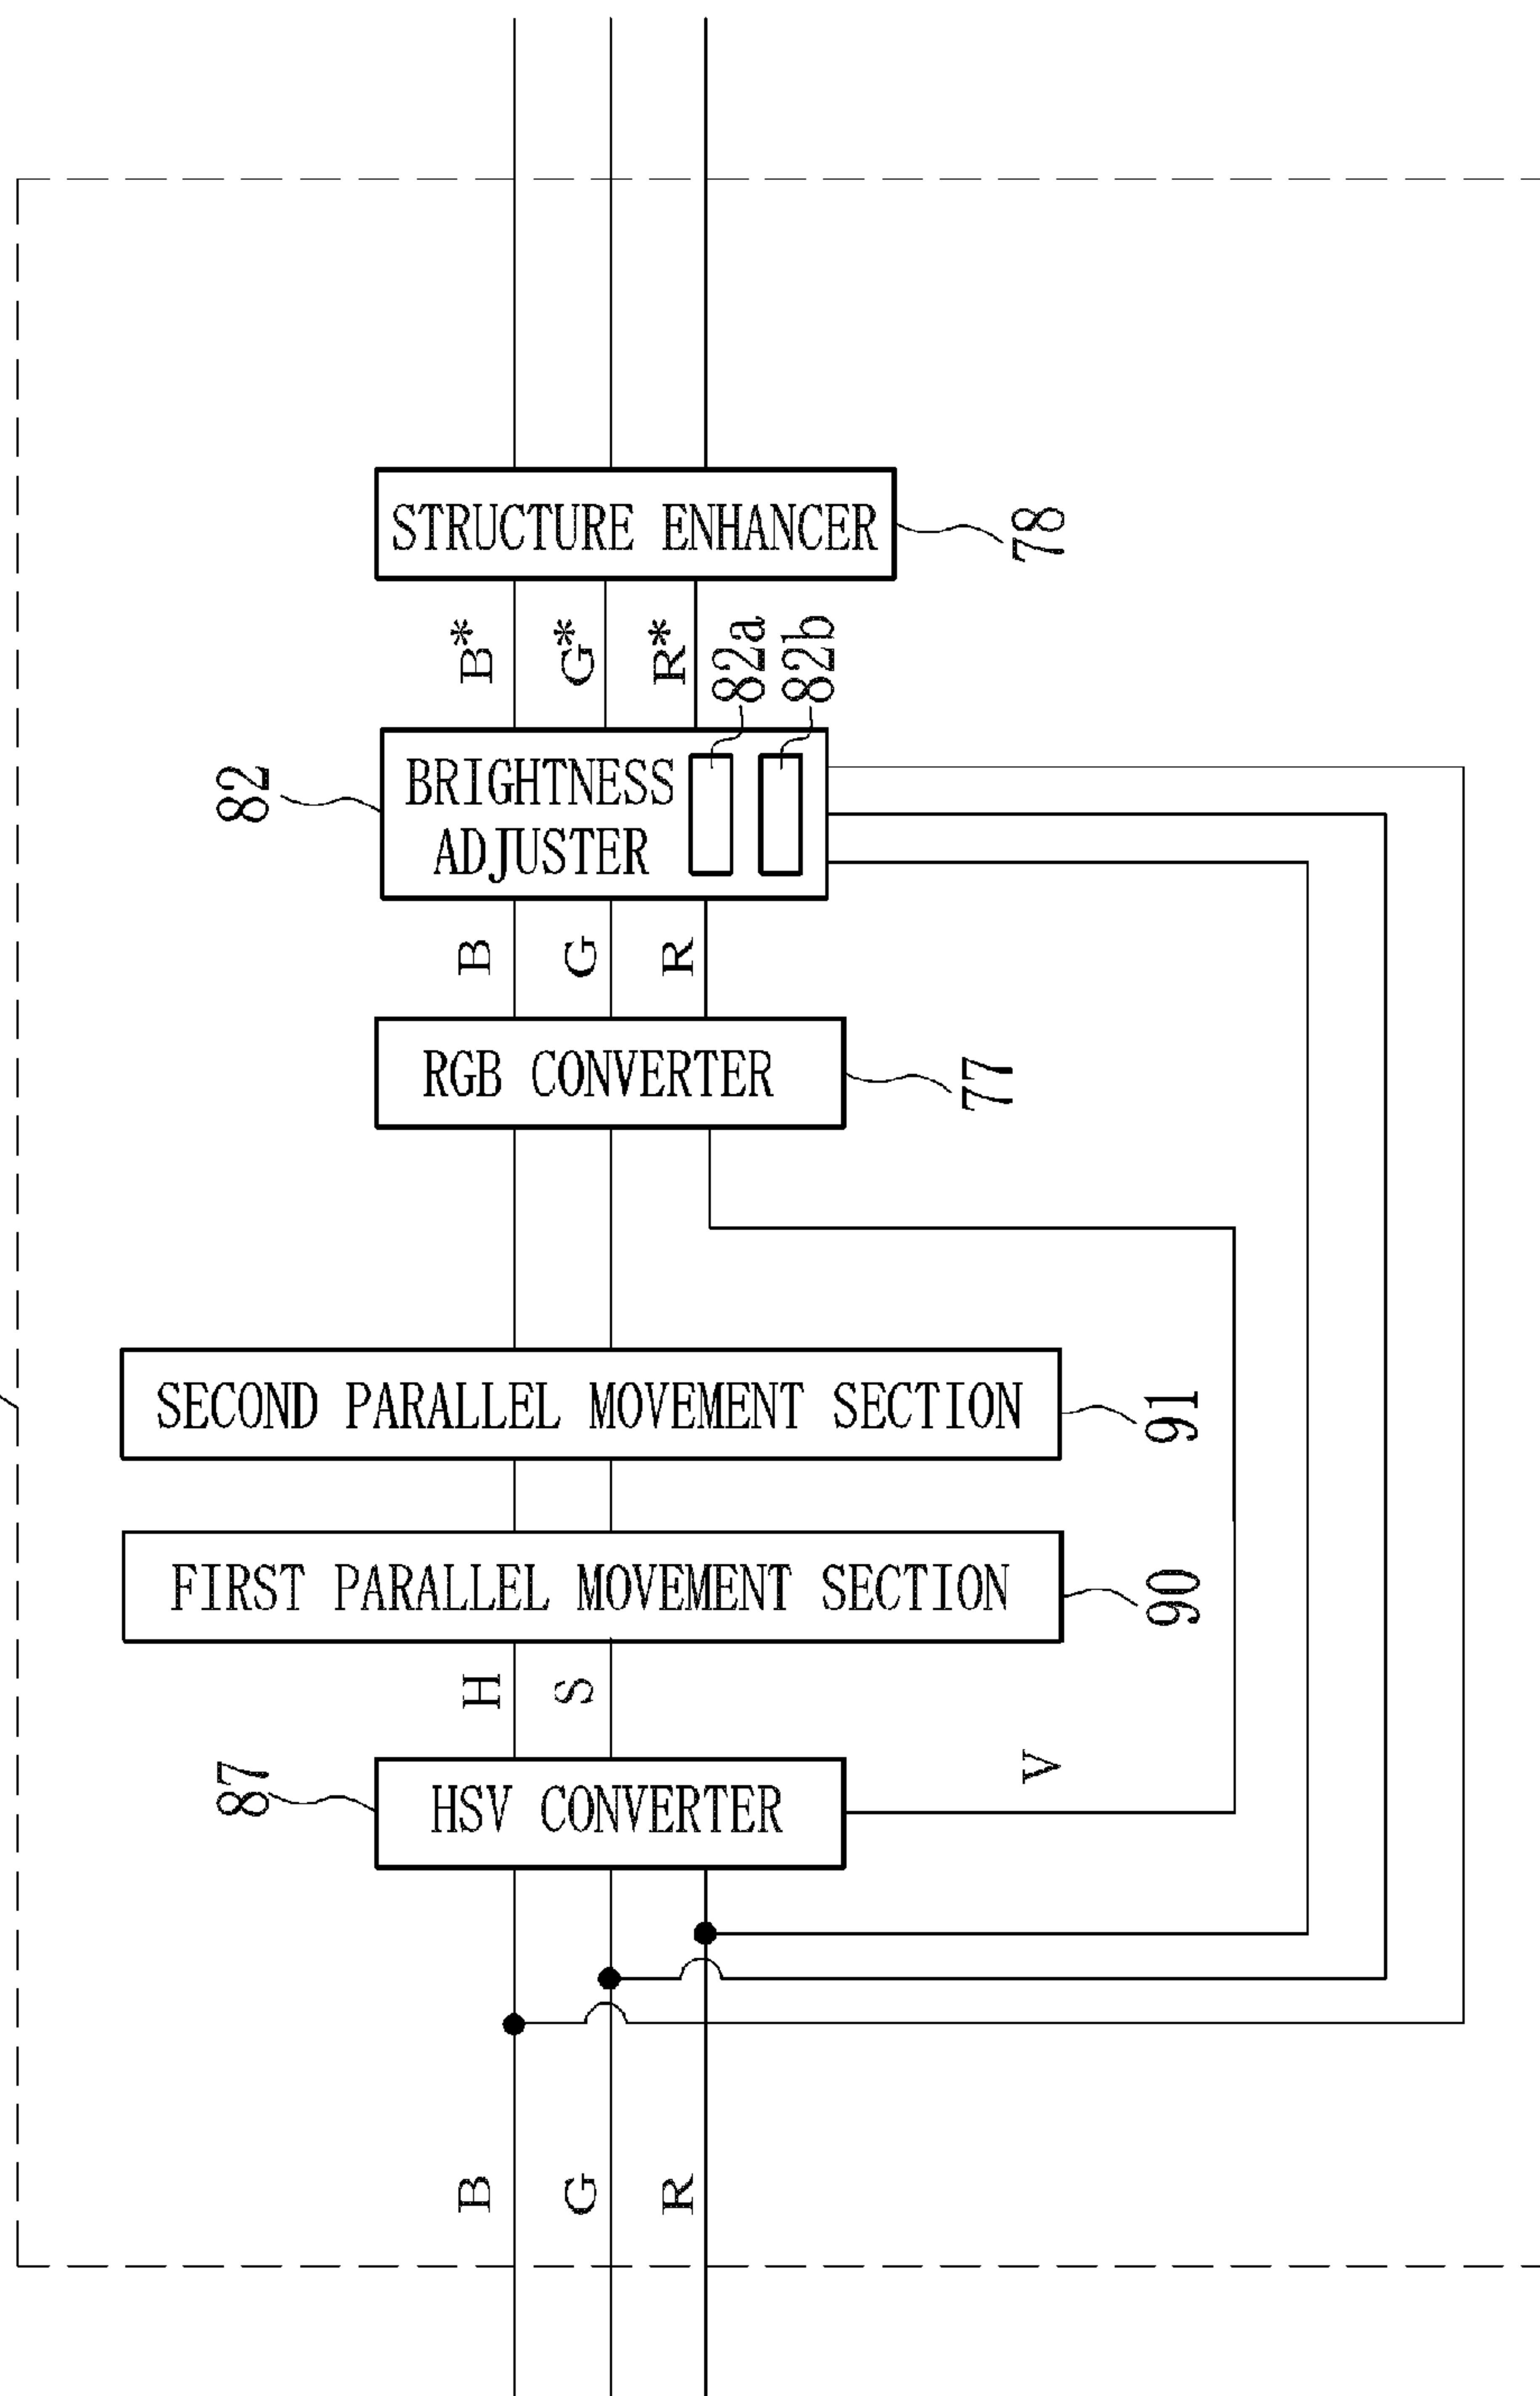 STRUCTURE ENHANCER
78
B*
G*
R*
82a
82b
82
BRIGHTNESS
ADJUSTER
B
G
R
RGB CONVERTER
77
SECOND PARALLEL MOVEMENT SECTION
91
FIRST PARALLEL MOVEMENT SECTION
90
H
S
87
HSV CONVERTER
V
B
G
R